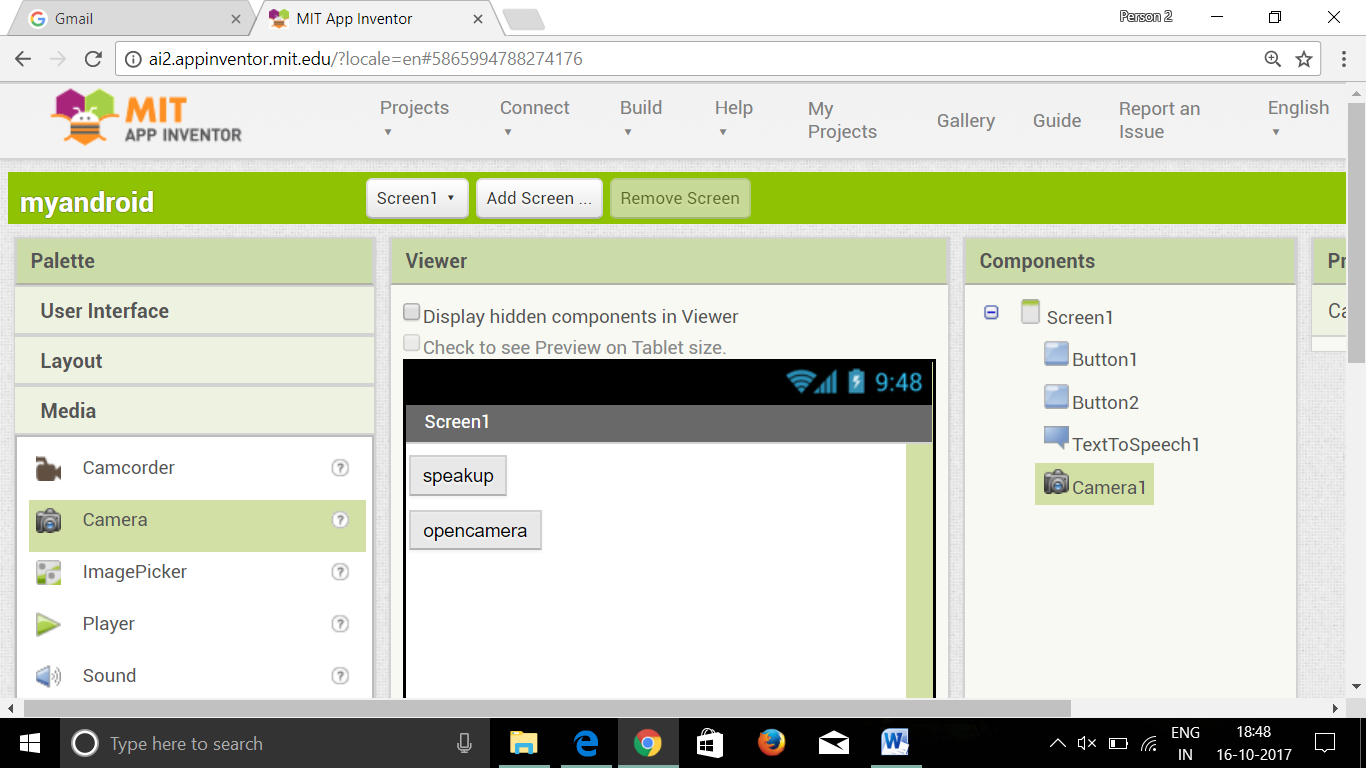 Gmail
MIT App Inventor
Person 2
ai2.appinventor.mit.edu/?locale=en#5865994788274176
MIT
APP INVENTOR
Projects
Connect
Build
Help
My
Projects
Gallery
Guide
Report an
Issue
English
myandroid
Screen1
Add Screen ...
Remove Screen
Palette
User Interface
Layout
Media
Camcorder ?
Camera ?
ImagePicker ?
Player ?
Sound ?
Viewer
Display hidden components in Viewer
Check to see Preview on Tablet size.
9:48
Screen1
speakup
opencamera
Components
Screen1
Button1
Button2
TextToSpeech1
Camera1
Pr
Ca
Type here to search
ENG
IN
18:48
16-10-2017